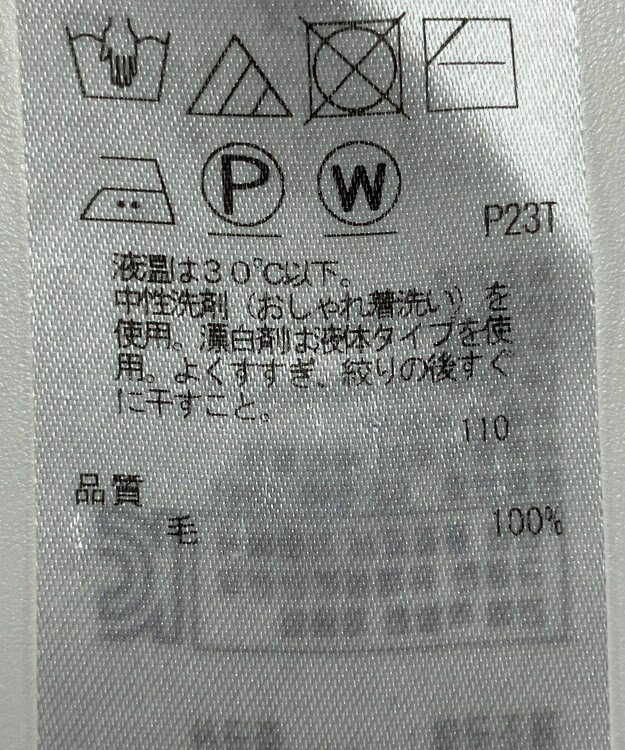 P
W
P23T
液温は30℃以下。
中性洗剤（おしゃれ着洗い）を
使用。漂白剤は液体タイプを使
用。よくすすぎ、絞りの後すぐ
に干すこと。
110
品質
毛 100%